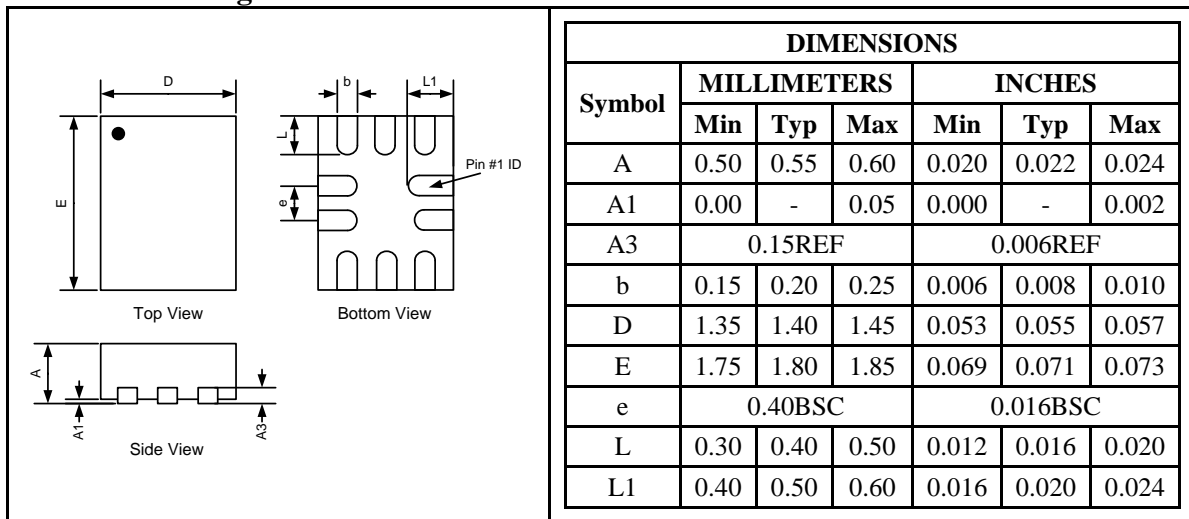 D
E
Top View
b
L1
L
e
Pin #1 ID
Bottom View
A
A1
A3
Side View
DIMENSIONS
Symbol MILLIMETERS INCHES
Min Typ Max Min Typ Max
A 0.50 0.55 0.60 0.020 0.022 0.024
A1 0.00 - 0.05 0.000 - 0.002
A3 0.15REF 0.006REF
b 0.15 0.20 0.25 0.006 0.008 0.010
D 1.35 1.40 1.45 0.053 0.055 0.057
E 1.75 1.80 1.85 0.069 0.071 0.073
e 0.40BSC 0.016BSC
L 0.30 0.40 0.50 0.012 0.016 0.020
L1 0.40 0.50 0.60 0.016 0.020 0.024